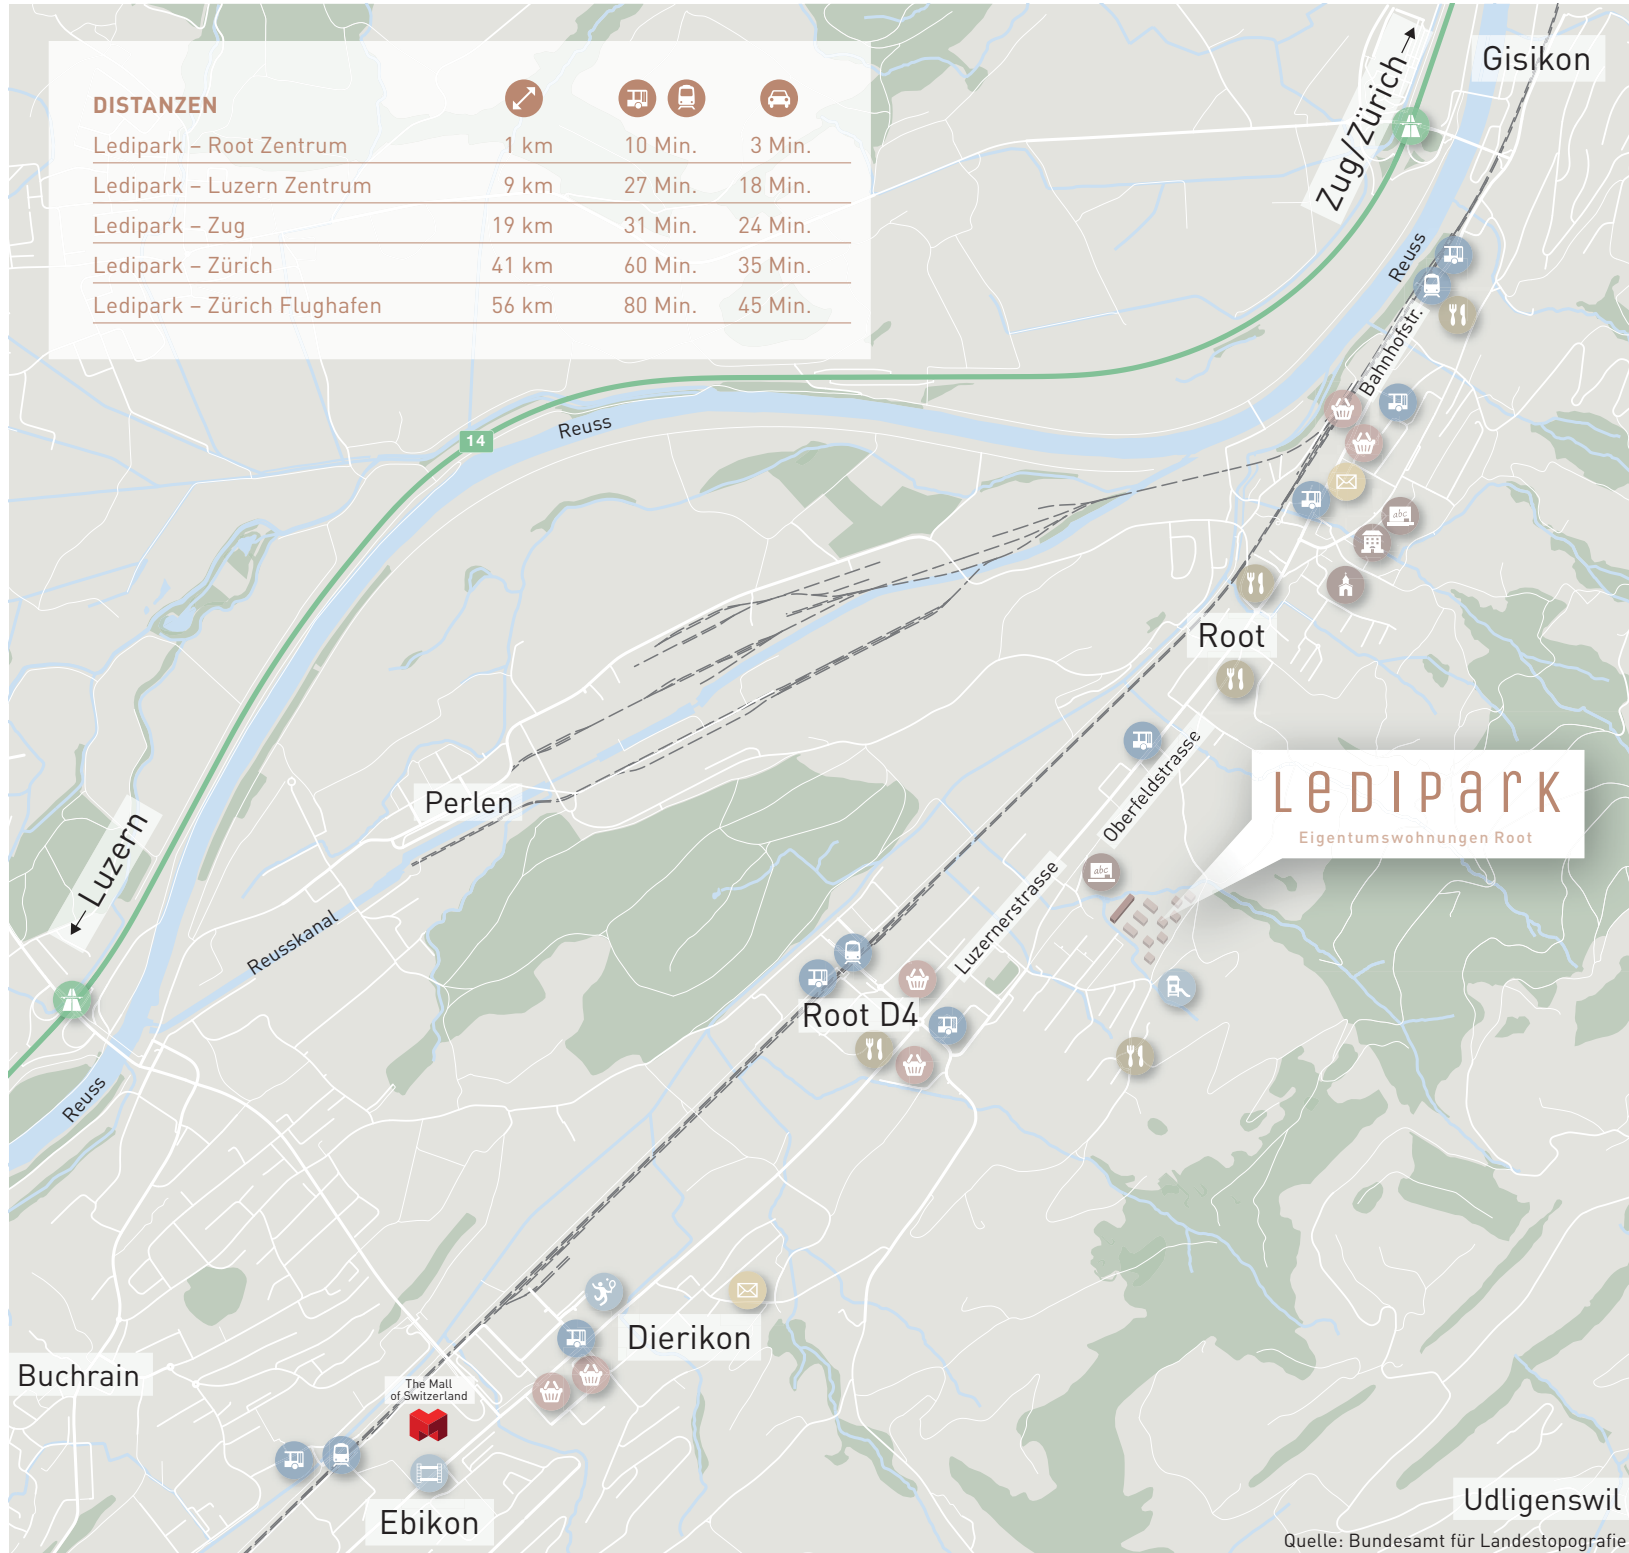 DISTANZEN
Ledipark – Root Zentrum 1 km 10 Min. 3 Min.
Ledipark – Luzern Zentrum 9 km 27 Min. 18 Min.
Ledipark – Zug 19 km 31 Min. 24 Min.
Ledipark – Zürich 41 km 60 Min. 35 Min.
Ledipark – Zürich Flughafen 56 km 80 Min. 45 Min.
Gisikon
Zug/Zürich
Reuss
Bahnhofstr.
14
Reuss
abc
Root
Oberfeldstrasse
LEDIPARK
Eigentumswohnungen Root
Perlen
Luzern
abc
Luzernerstrasse
Reusskanal
Root D4
Reuss
Dierikon
Buchrain
The Mall
of Switzerland
Ebikon
Udligenswil
Quelle: Bundesamt für Landestopografie